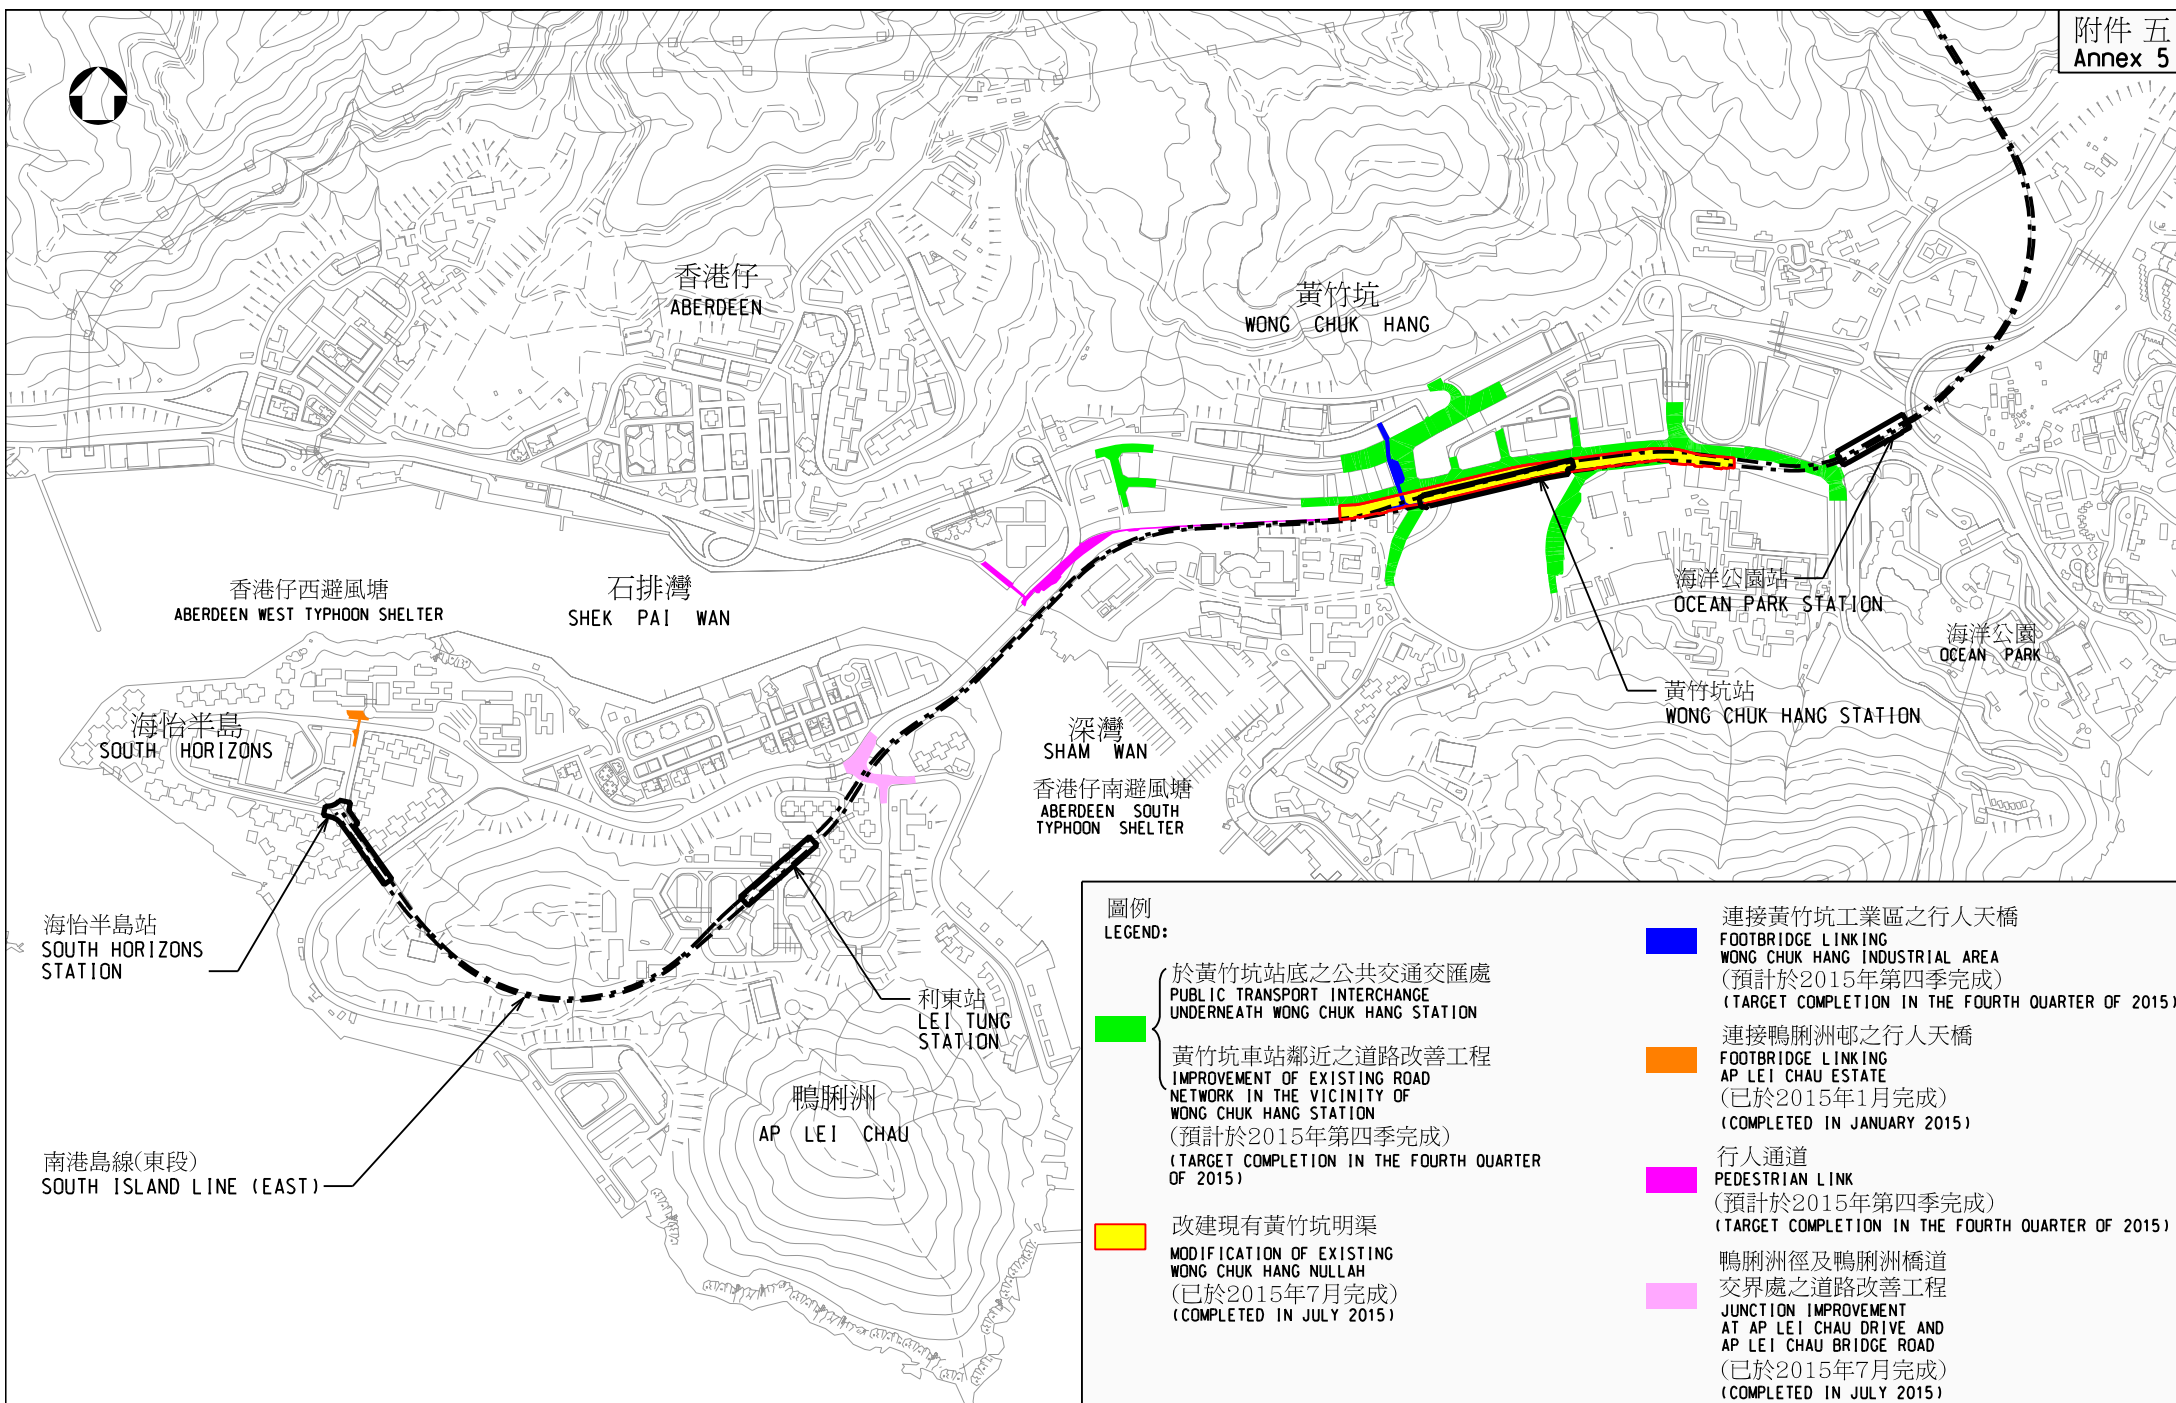 附件 五
Annex 5
香港仔
ABERDEEN
黃竹坑
WONG CHUK HANG
香港仔西避風塘
ABERDEEN WEST TYPHOON SHELTER
石排灣
SHEK PAI WAN
海洋公園站
OCEAN PARK STATION
海洋公園
OCEAN PARK
黃竹坑站
WONG CHUK HANG STATION
海怡半島
SOUTH HORIZONS
深灣
SHAM WAN
香港仔南避風塘
ABERDEEN SOUTH
TYPHOON SHELTER
海怡半島站
SOUTH HORIZONS
STATION
利東站
LEI TUNG
STATION
鴨脷洲
AP LEI CHAU
南港島線(東段)
SOUTH ISLAND LINE (EAST)
圖例
LEGEND:
於黃竹坑站底之公共交通交匯處
PUBLIC TRANSPORT INTERCHANGE
UNDERNEATH WONG CHUK HANG STATION
黃竹坑車站鄰近之道路改善工程
IMPROVEMENT OF EXISTING ROAD
NETWORK IN THE VICINITY OF
WONG CHUK HANG STATION
(預計於2015年第四季完成)
(TARGET COMPLETION IN THE FOURTH QUARTER
OF 2015)
改建現有黃竹坑明渠
MODIFICATION OF EXISTING
WONG CHUK HANG NULLAH
(已於2015年7月完成)
(COMPLETED IN JULY 2015)
連接黃竹坑工業區之行人天橋
FOOTBRIDGE LINKING
WONG CHUK HANG INDUSTRIAL AREA
(預計於2015年第四季完成)
(TARGET COMPLETION IN THE FOURTH QUARTER OF 2015)
連接鴨脷洲邨之行人天橋
FOOTBRIDGE LINKING
AP LEI CHAU ESTATE
(已於2015年1月完成)
(COMPLETED IN JANUARY 2015)
行人通道
PEDESTRIAN LINK
(預計於2015年第四季完成)
(TARGET COMPLETION IN THE FOURTH QUARTER OF 2015)
鴨脷洲徑及鴨脷洲橋道
交界處之道路改善工程
JUNCTION IMPROVEMENT
AT AP LEI CHAU DRIVE AND
AP LEI CHAU BRIDGE ROAD
(已於2015年7月完成)
(COMPLETED IN JULY 2015)